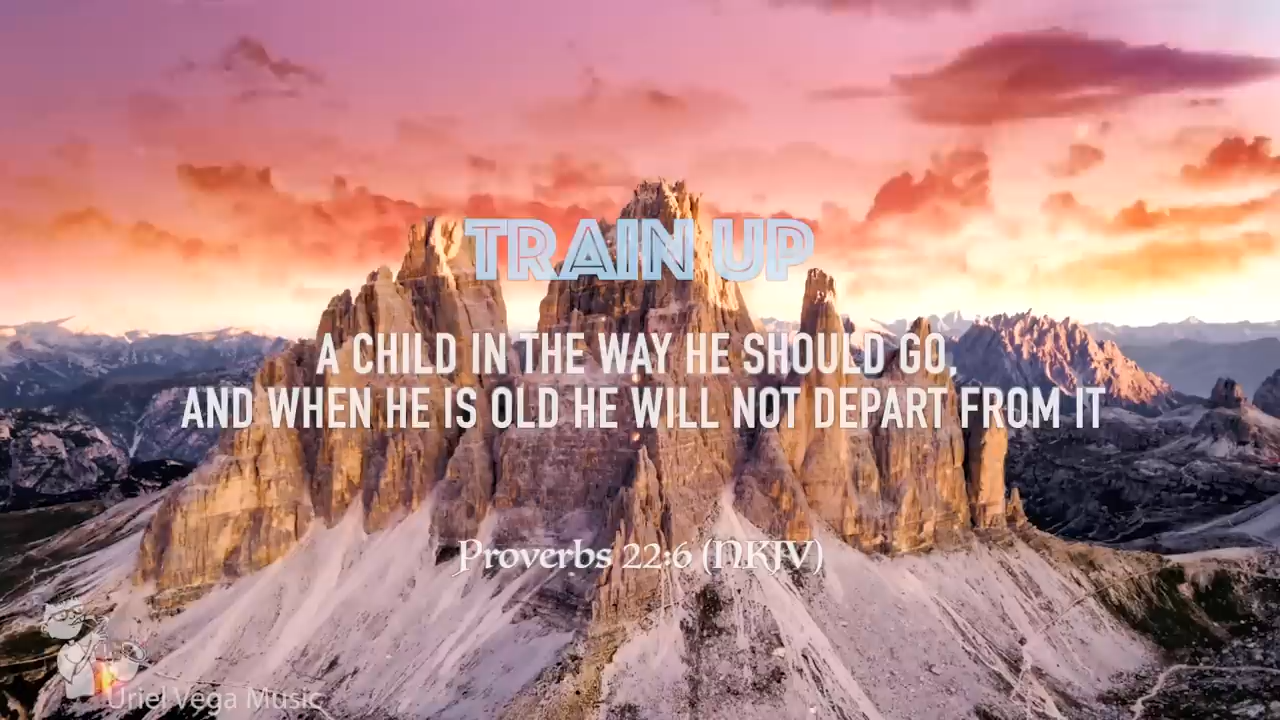 TRAIN UP
A CHILD IN THE WAY HE SHOULD GO,
AND WHEN HE IS OLD HE WILL NOT DEPART FROM IT
Proverbs 22:6 (NKJV)
Uriel Vega Music